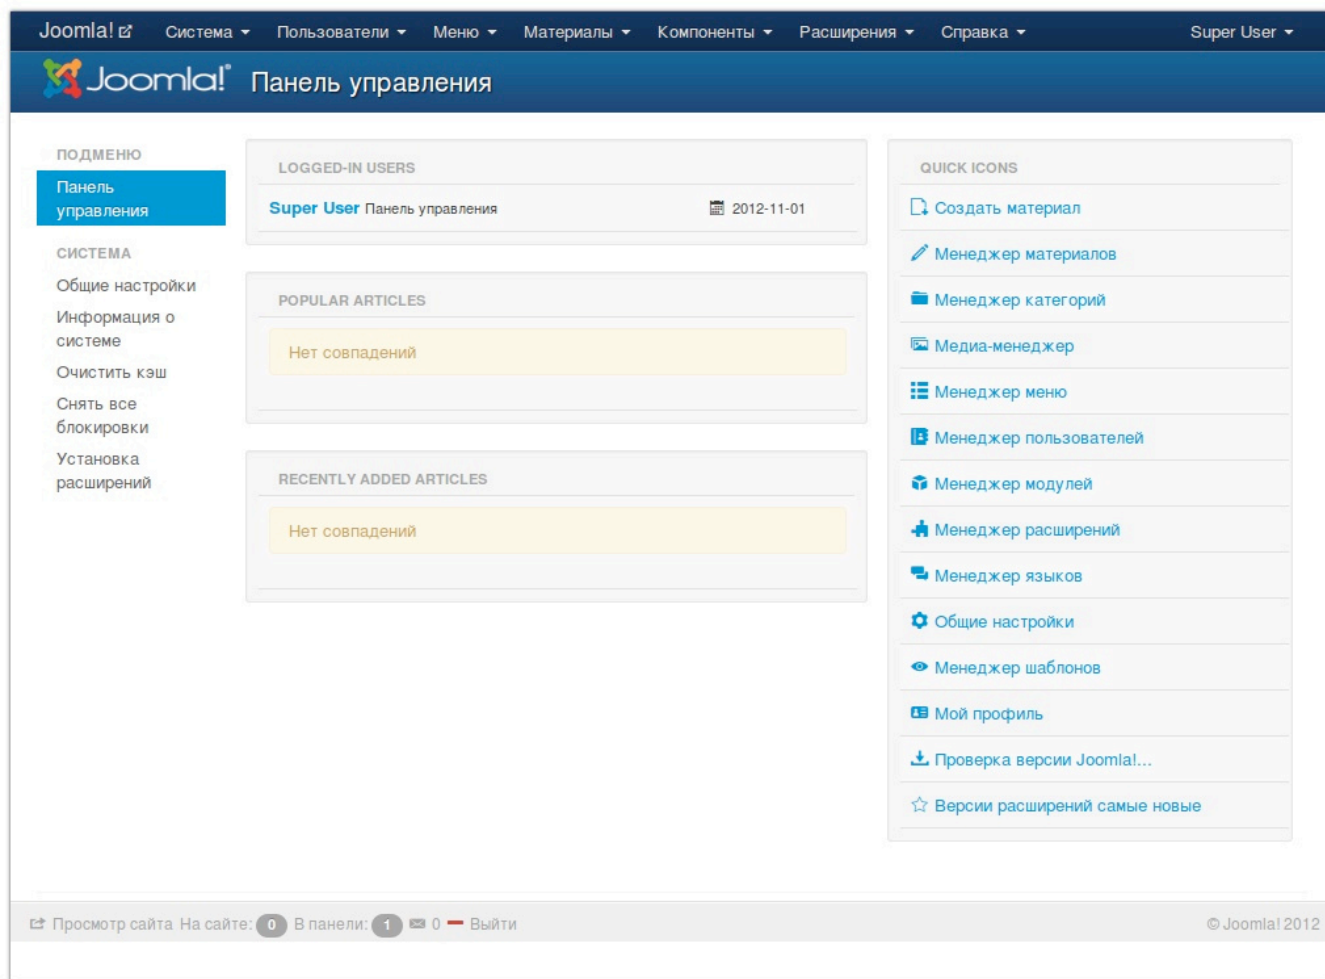 Joomla! Система Пользователи Меню Материалы Компоненты Расширения Справка Super User
Joomla!® Панель управления
ПОДМЕНЮ
Панель
управления
СИСТЕМА
Общие настройки
Информация о
системе
Очистить кэш
Снять все
блокировки
Установка
расширений
LOGGED-IN USERS
Super User Панель управления 2012-11-01
POPULAR ARTICLES
Нет совпадений
RECENTLY ADDED ARTICLES
Нет совпадений
QUICK ICONS
Создать материал
Менеджер материалов
Менеджер категорий
Медиа-менеджер
Менеджер меню
Менеджер пользователей
Менеджер модулей
Менеджер расширений
Менеджер языков
Общие настройки
Менеджер шаблонов
Мой профиль
Проверка версии Joomla!...
Версии расширений самые новые
Просмотр сайта На сайте: 0 В панели: 1 0 Выйти © Joomla! 2012